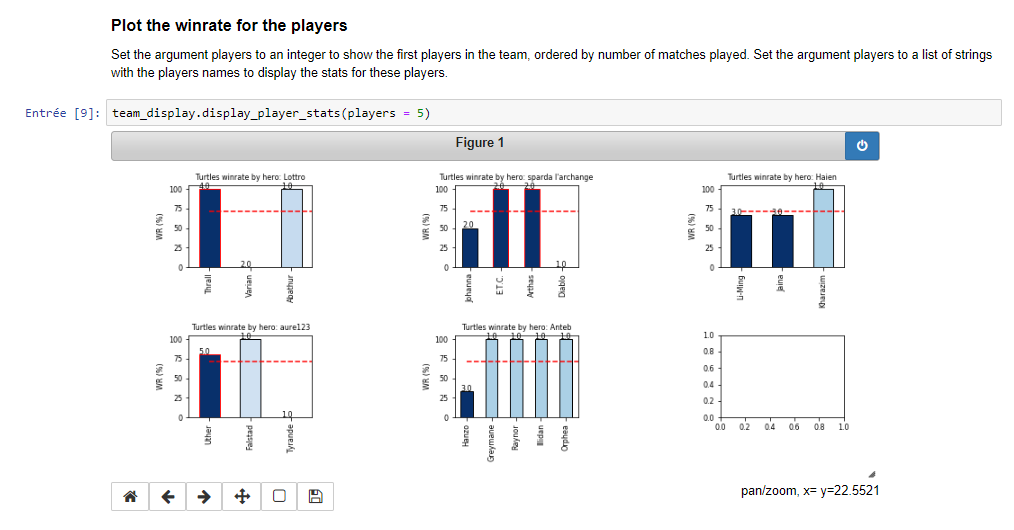 Plot the winrate for the players
Set the argument players to an integer to show the first players in the team, ordered by number of matches played. Set the argument players to a list of strings
with the players names to display the stats for these players.
Entrée [9]: team_display.display_player_stats(players = 5)
Figure 1
Turtles winrate by hero: Lottro
WR (%)
100
75
50
25
0
4.0
2.0
1.0
Thrall
Varian
Abathur
Turtles winrate by hero: sparda l'archange
WR (%)
100
75
50
25
0
2.0
2.0
2.0
1.0
Johanna
E.T.C.
Arthas
Diablo
Turtles winrate by hero: Haien
WR (%)
100
75
50
25
0
3.0
3.0
1.0
Li-Ming
Jaina
Kharazim
Turtles winrate by hero: aure123
WR (%)
100
75
50
25
0
5.0
1.0
1.0
Uther
Falstad
Tyrande
Turtles winrate by hero: Anteb
WR (%)
100
75
50
25
0
3.0
1.0
1.0
1.0
1.0
Hanzo
Greymane
Raynor
Illidan
Orphea
1.0
0.8
0.6
0.4
0.2
0.0
0.0 0.2 0.4 0.6 0.8 1.0
pan/zoom, x= y=22.5521